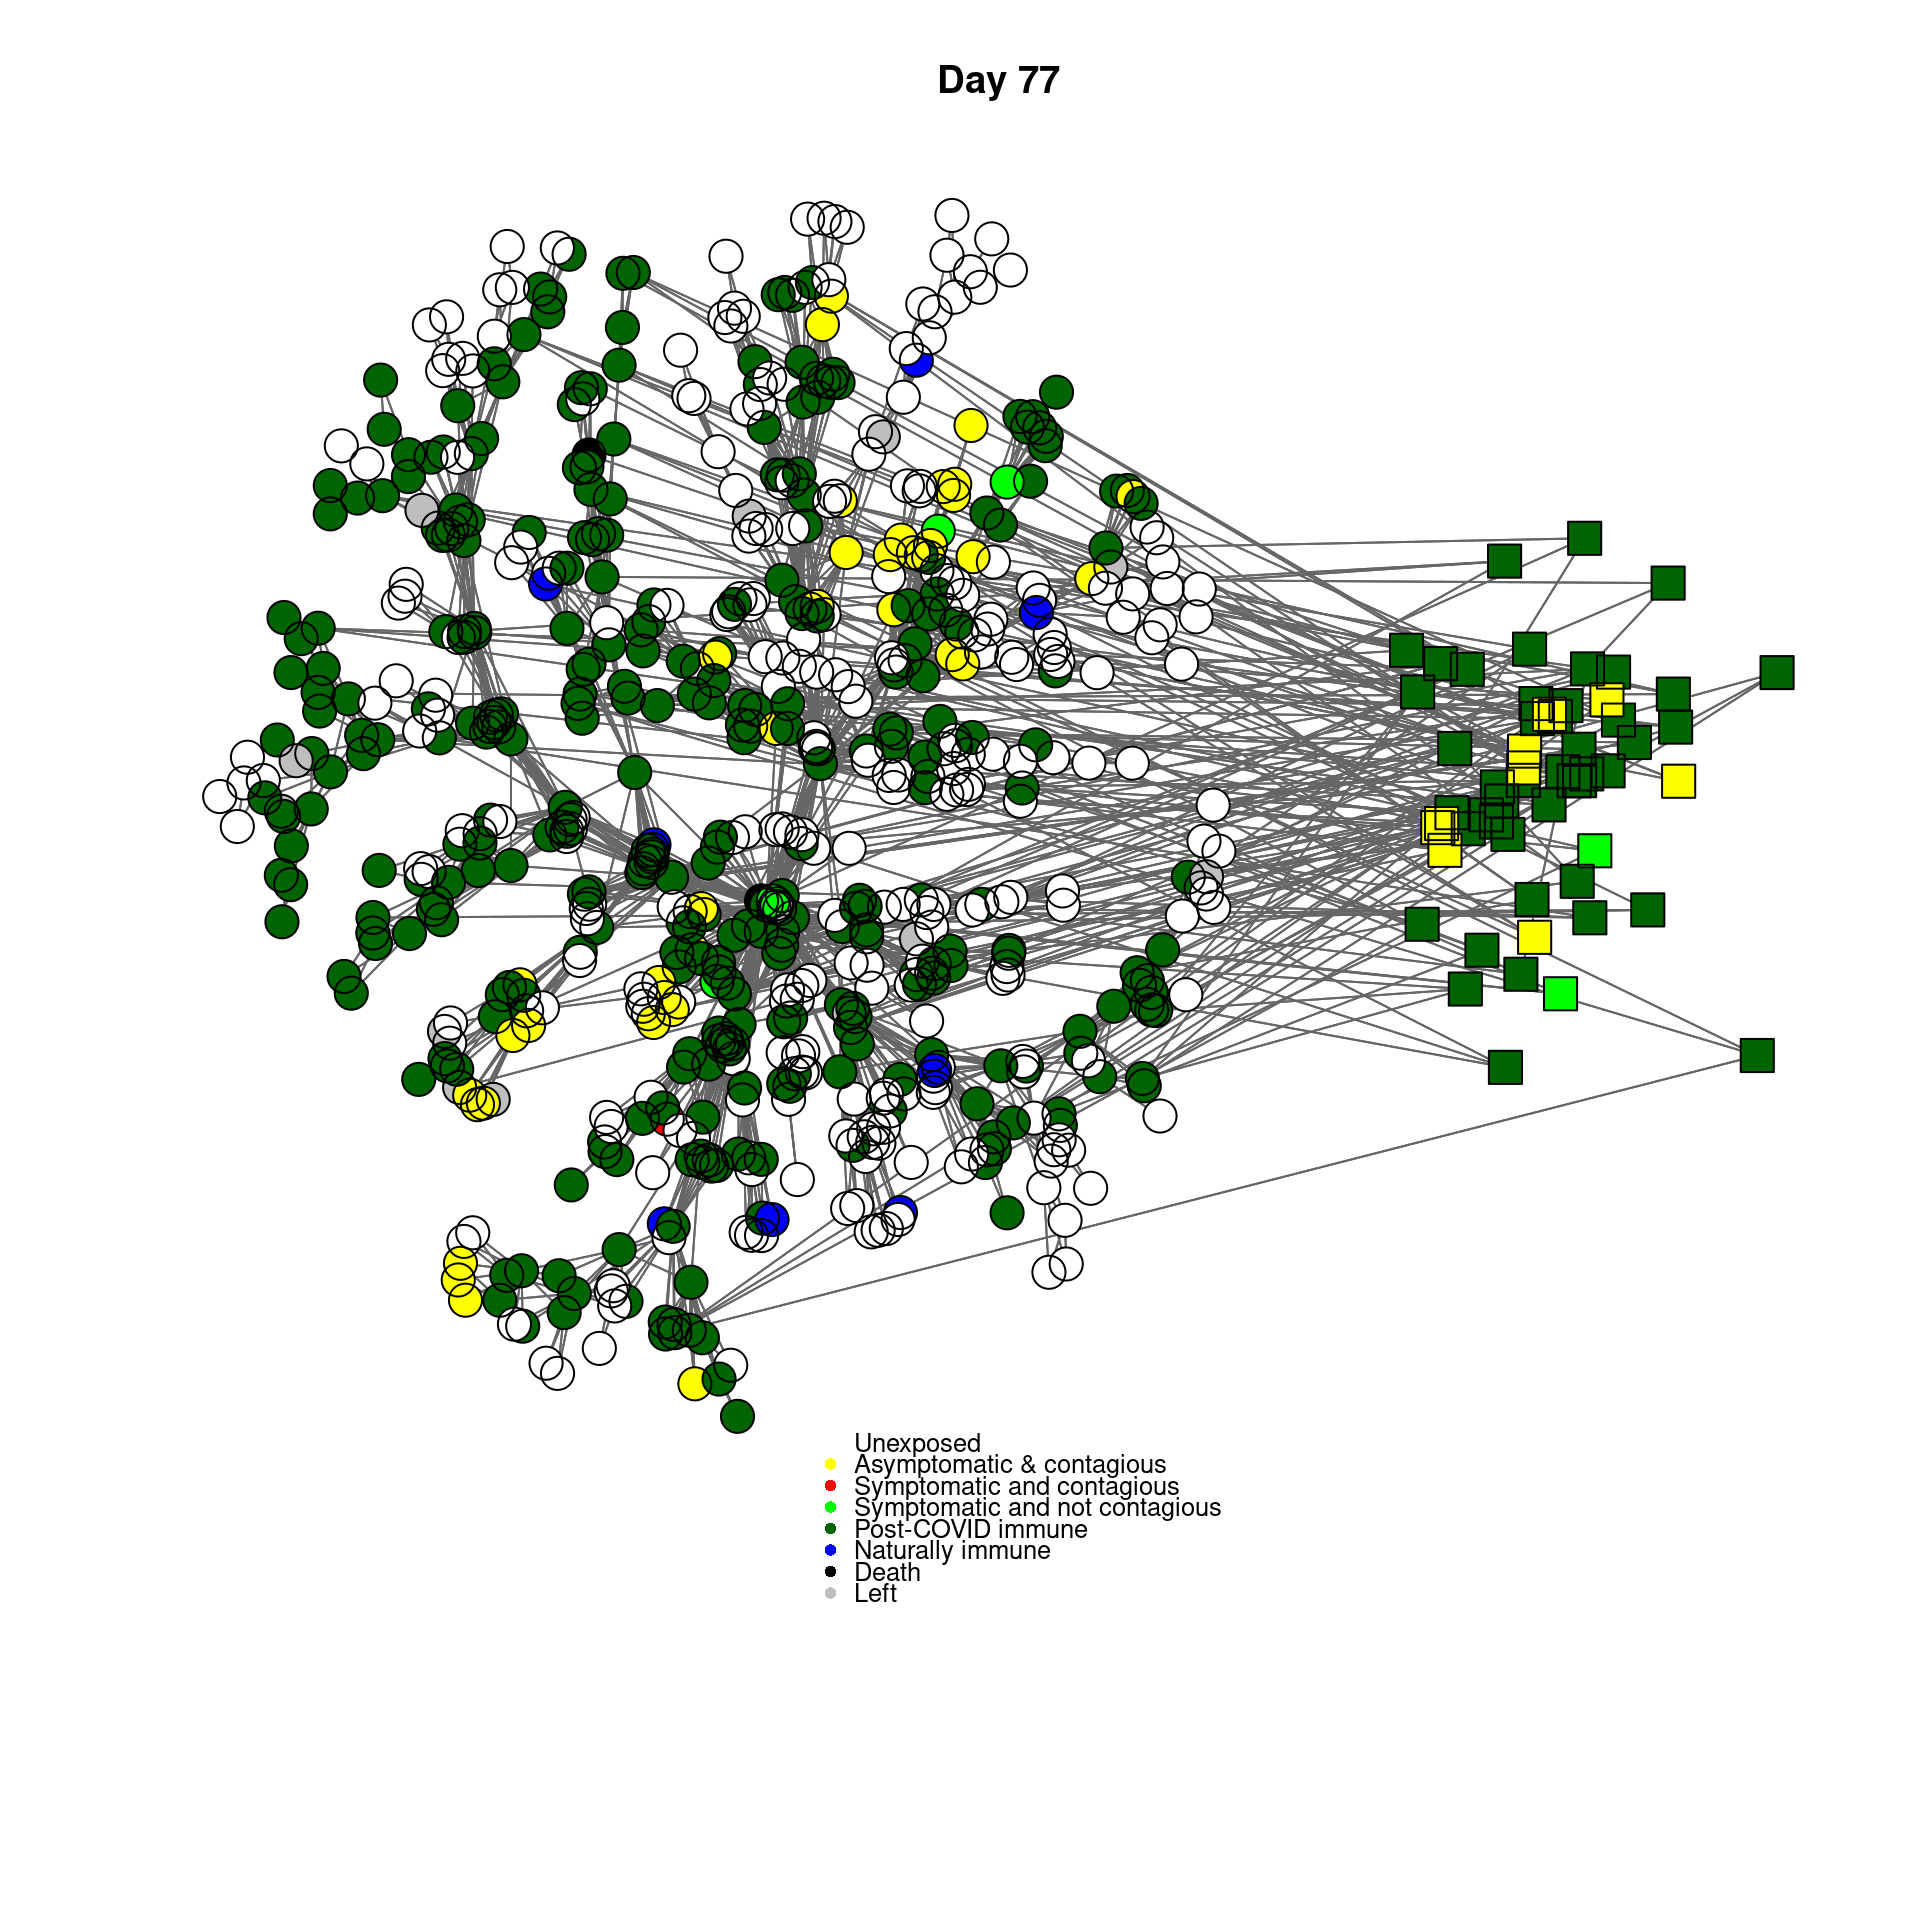 Day 77
Unexposed
Asymptomatic & contagious
Symptomatic and contagious
Symptomatic and not contagious
Post-COVID immune
Naturally immune
Death
Left